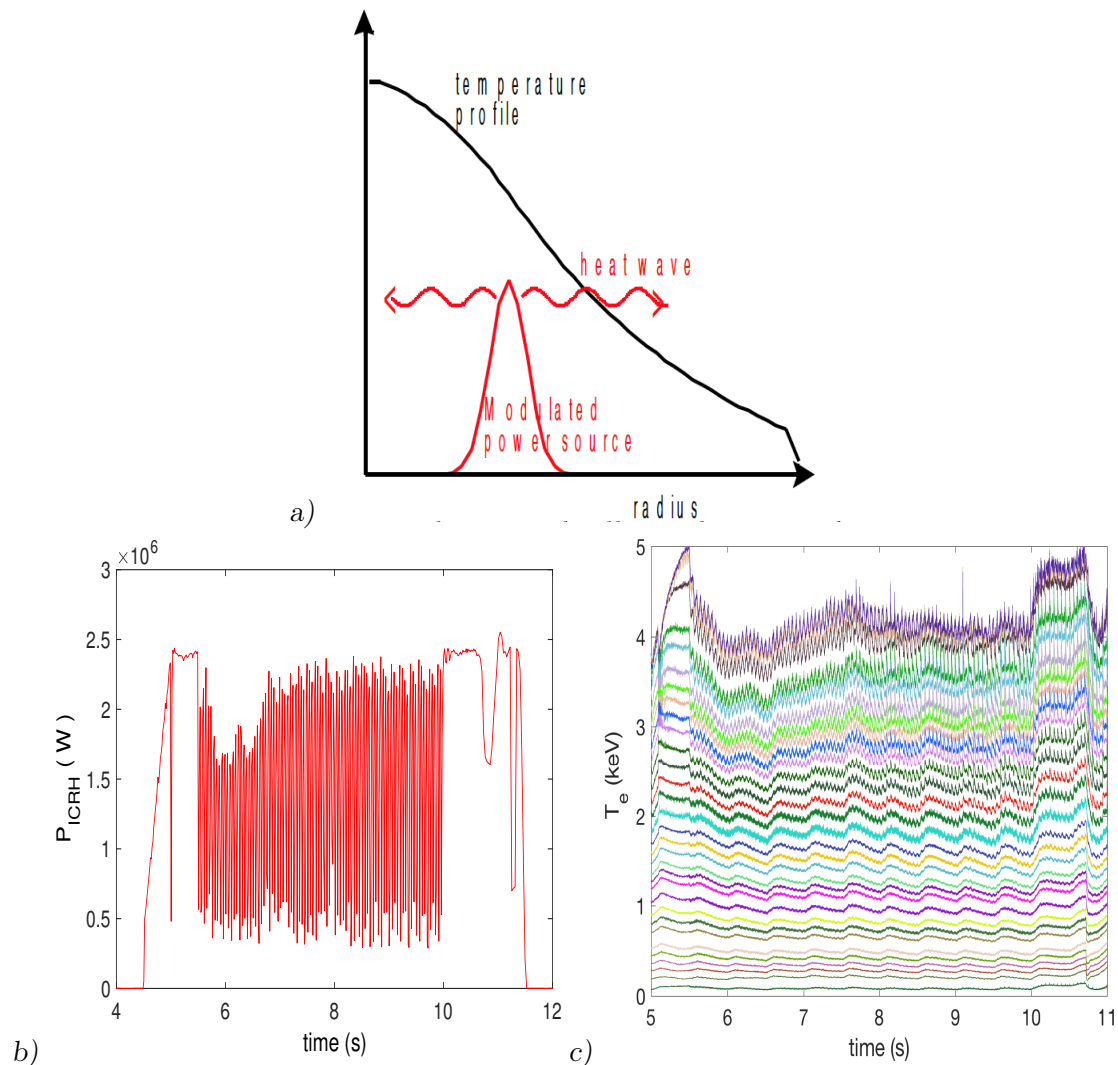 temperature
profile
heatwave
Modulated
power source
radius
a)
×10⁶
3
2.5
2
1.5
1
0.5
0
P_ICRH ( W )
4 6 8 10 12
time (s)
b)
5
4
3
2
1
0
T_e (keV)
5 6 7 8 9 10 11
time (s)
c)